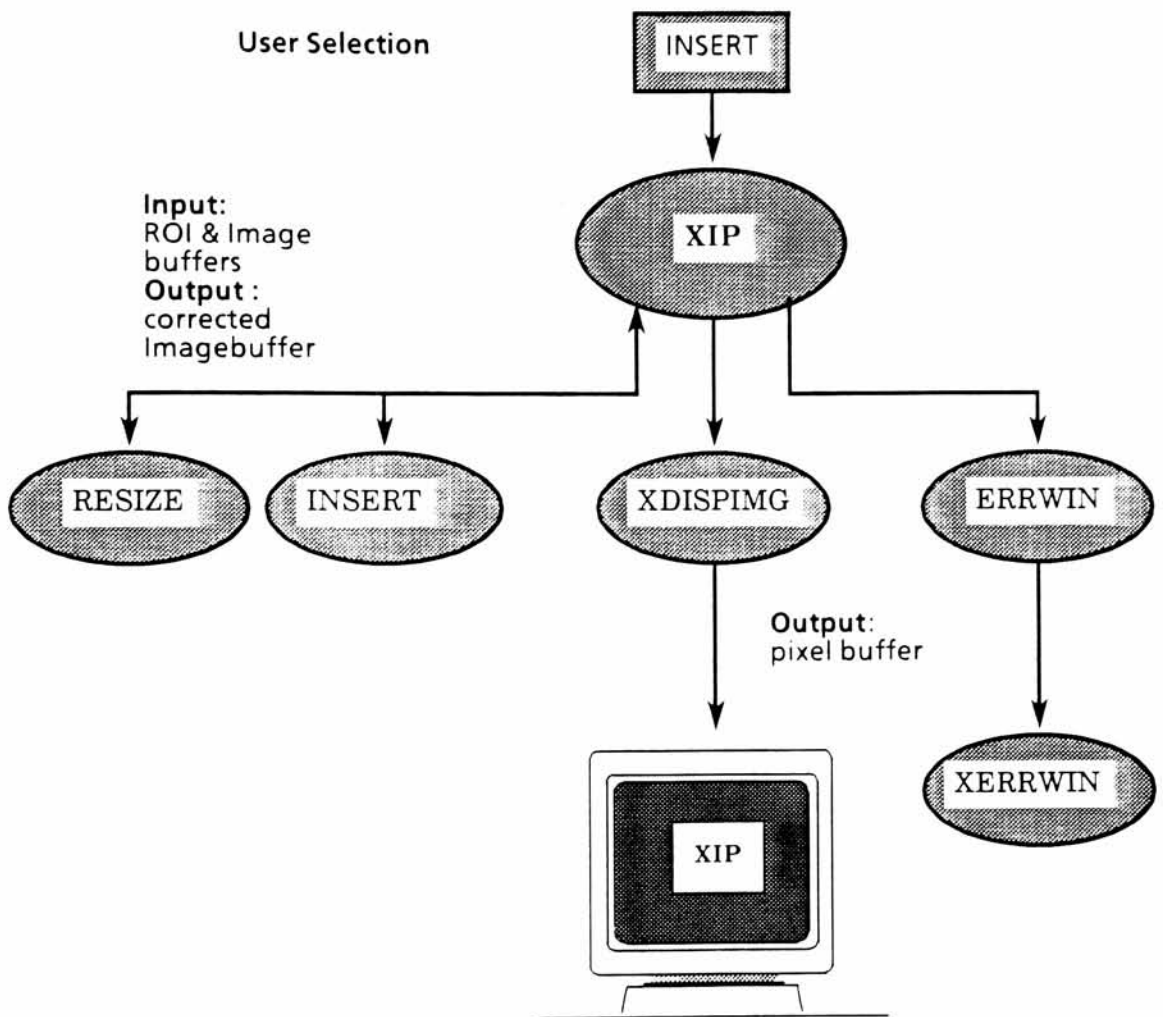 User Selection
INSERT
XIP
Input:
ROI & Image
buffers
Output :
corrected
Imagebuffer
RESIZE
INSERT
XDISPIMG
ERRWIN
Output:
pixel buffer
XERRWIN
XIP